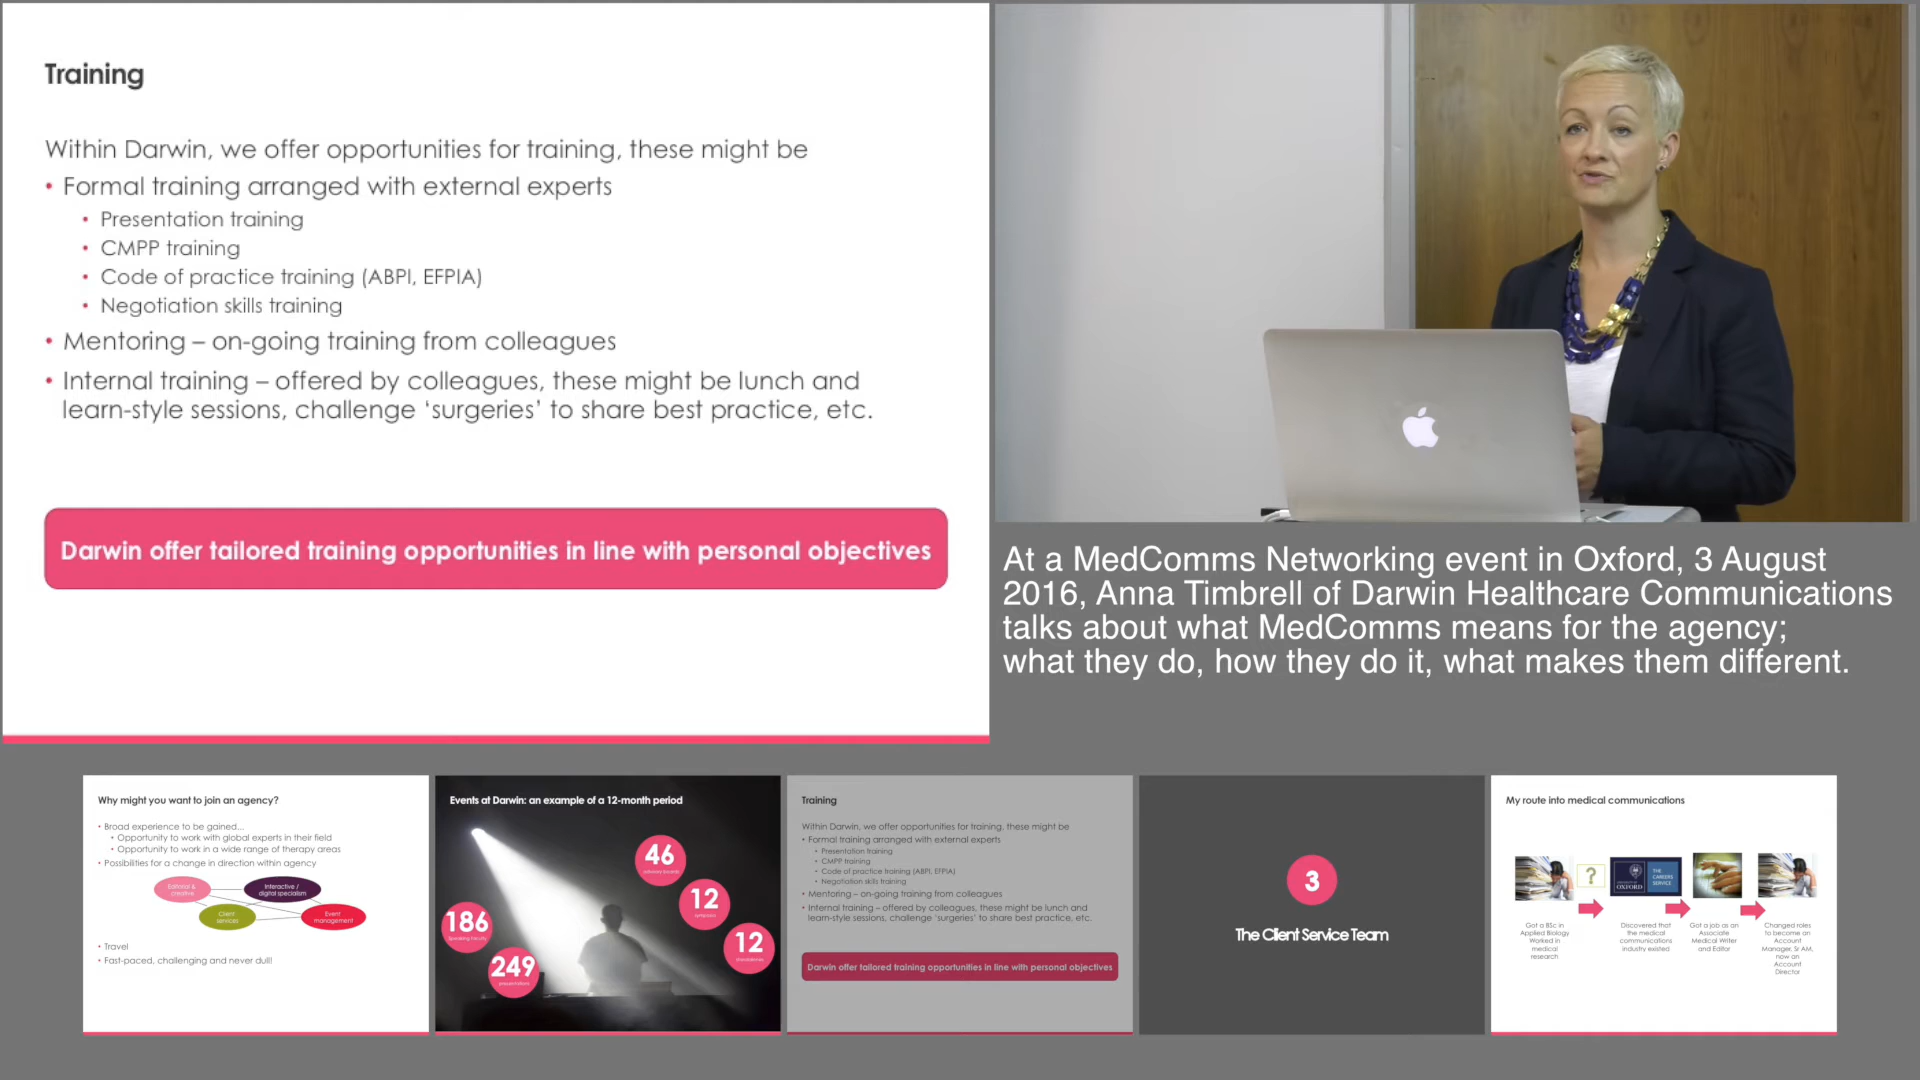 Training
Within Darwin, we offer opportunities for training, these might be
• Formal training arranged with external experts
• Presentation training
• CMPP training
• Code of practice training (ABPI, EFPIA)
• Negotiation skills training
• Mentoring – on-going training from colleagues
• Internal training – offered by colleagues, these might be lunch and
learn-style sessions, challenge ‘surgeries’ to share best practice, etc.
Darwin offer tailored training opportunities in line with personal objectives
At a MedComms Networking event in Oxford, 3 August
2016, Anna Timbrell of Darwin Healthcare Communications
talks about what MedComms means for the agency;
what they do, how they do it, what makes them different.
Why might you want to join an agency?
• Broad experience to be gained...
• Opportunity to work with global experts in their field
• Opportunity to work in a wide range of therapy areas
• Possibilities for a change in direction within agency
Editorial &
creative
Interactive /
digital specialism
Client
services
Event
management
• Travel
• Fast-paced, challenging and never dull!
Events at Darwin: an example of a 12-month period
46
advisory boards
12
symposia
186
12
249
presentations
Training
Within Darwin, we offer opportunities for training, these might be
• Formal training arranged with external experts
• Presentation training
• CMPP training
• Code of practice training (ABPI, EFPIA)
• Negotiation skills training
• Mentoring – on-going training from colleagues
• Internal training – offered by colleagues, these might be lunch and
learn-style sessions, challenge ‘surgeries’ to share best practice, etc.
Darwin offer tailored training opportunities in line with personal objectives
3
The Client Service Team
My route into medical communications
?
OXFORD
THE
CAREERS
SERVICE
Got a BSc in
Applied Biology
Worked in
medical
research
Discovered that
the medical
communications
industry existed
Got a job as an
Associate
Medical Writer
and Editor
Changed roles
to become an
Account
Manager, Sr AM,
now an
Account
Director